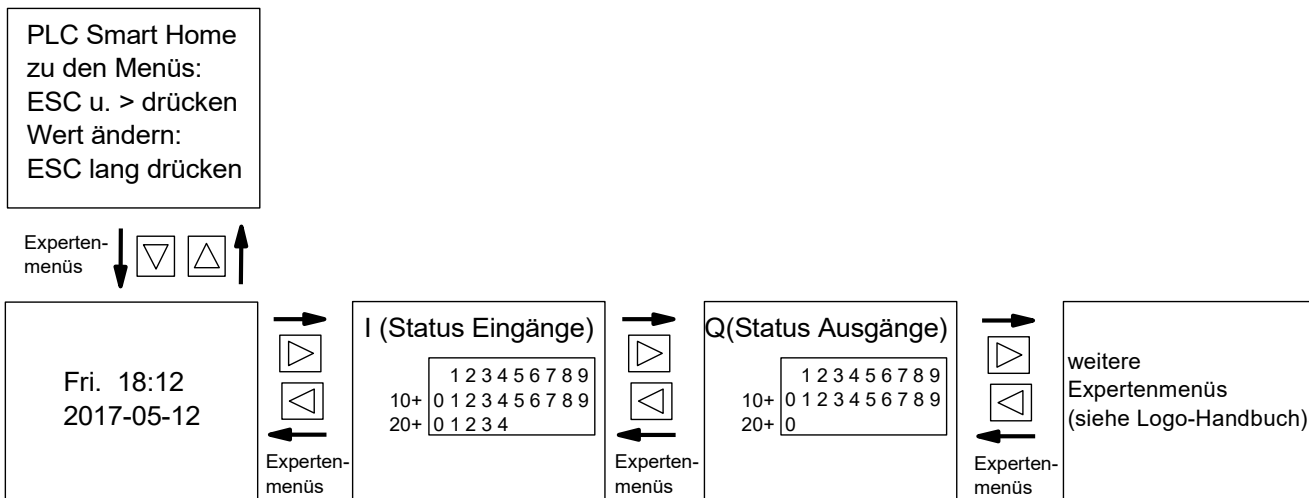 PLC Smart Home
zu den Menüs:
ESC u. > drücken
Wert ändern:
ESC lang drücken
Experten-
menüs
Fri. 18:12
2017-05-12
Experten-
menüs
I (Status Eingänge)
1 2 3 4 5 6 7 8 9
10+ 0 1 2 3 4 5 6 7 8 9
20+ 0 1 2 3 4
Experten-
menüs
Q(Status Ausgänge)
1 2 3 4 5 6 7 8 9
10+ 0 1 2 3 4 5 6 7 8 9
20+ 0
Experten-
menüs
weitere
Expertenmenüs
(siehe Logo-Handbuch)